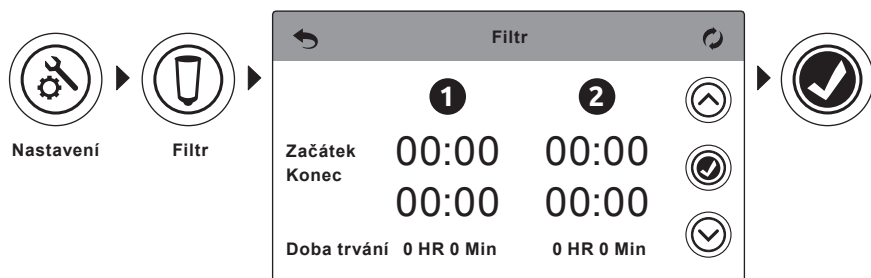 Filtr
1 2
Nastavení Filtr
Začátek 00:00 00:00
Konec
00:00 00:00
Doba trvání 0 HR 0 Min 0 HR 0 Min